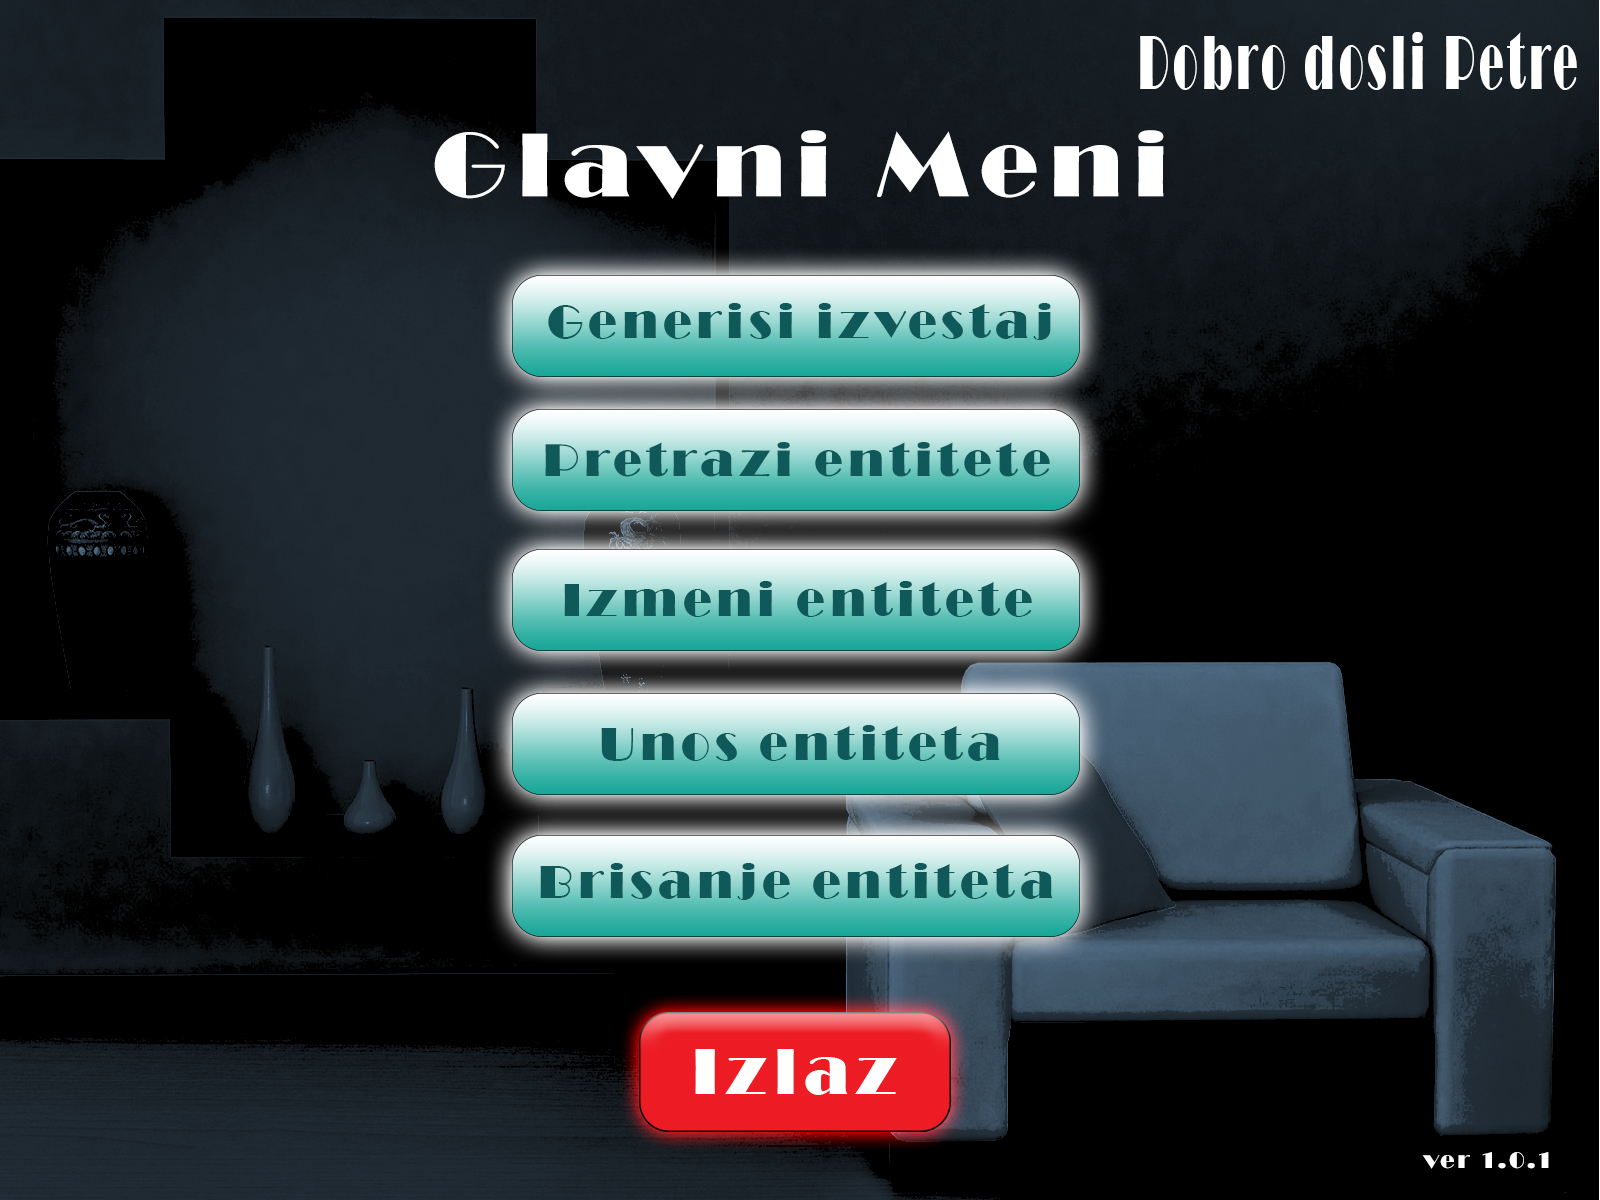 Dobro dosli Petre
Glavni Meni
Generisi izvestaj
Pretrazi entitete
Izmeni entitete
Unos entiteta
Brisanje entiteta
Izlaz
ver 1.0.1